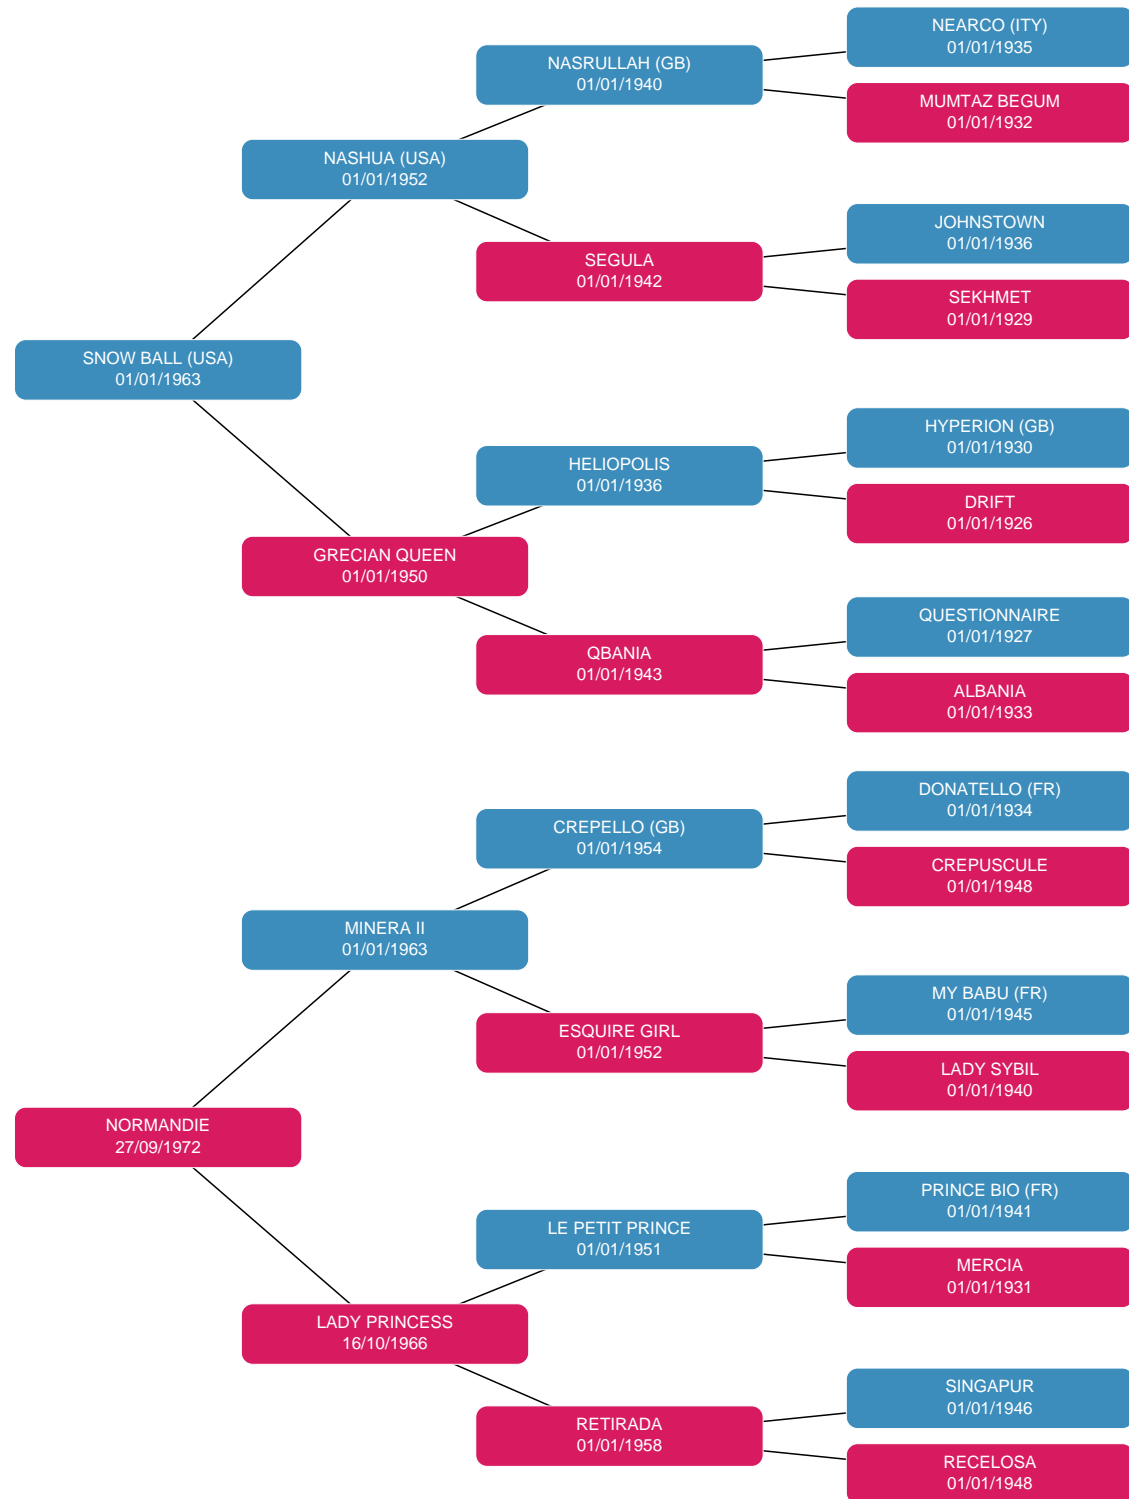 NEARCO (ITY)
01/01/1935
NASRULLAH (GB)
01/01/1940
MUMTAZ BEGUM
01/01/1932
NASHUA (USA)
01/01/1952
JOHNSTOWN
01/01/1936
SEGULA
01/01/1942
SEKHMET
01/01/1929
SNOW BALL (USA)
01/01/1963
HYPERION (GB)
01/01/1930
HELIOPOLIS
01/01/1936
DRIFT
01/01/1926
GRECIAN QUEEN
01/01/1950
QUESTIONNAIRE
01/01/1927
QBANIA
01/01/1943
ALBANIA
01/01/1933
DONATELLO (FR)
01/01/1934
CREPELLO (GB)
01/01/1954
CREPUSCULE
01/01/1948
MINERA II
01/01/1963
MY BABU (FR)
01/01/1945
ESQUIRE GIRL
01/01/1952
LADY SYBIL
01/01/1940
NORMANDIE
27/09/1972
PRINCE BIO (FR)
01/01/1941
LE PETIT PRINCE
01/01/1951
MERCIA
01/01/1931
LADY PRINCESS
16/10/1966
SINGAPUR
01/01/1946
RETIRADA
01/01/1958
RECELOSA
01/01/1948